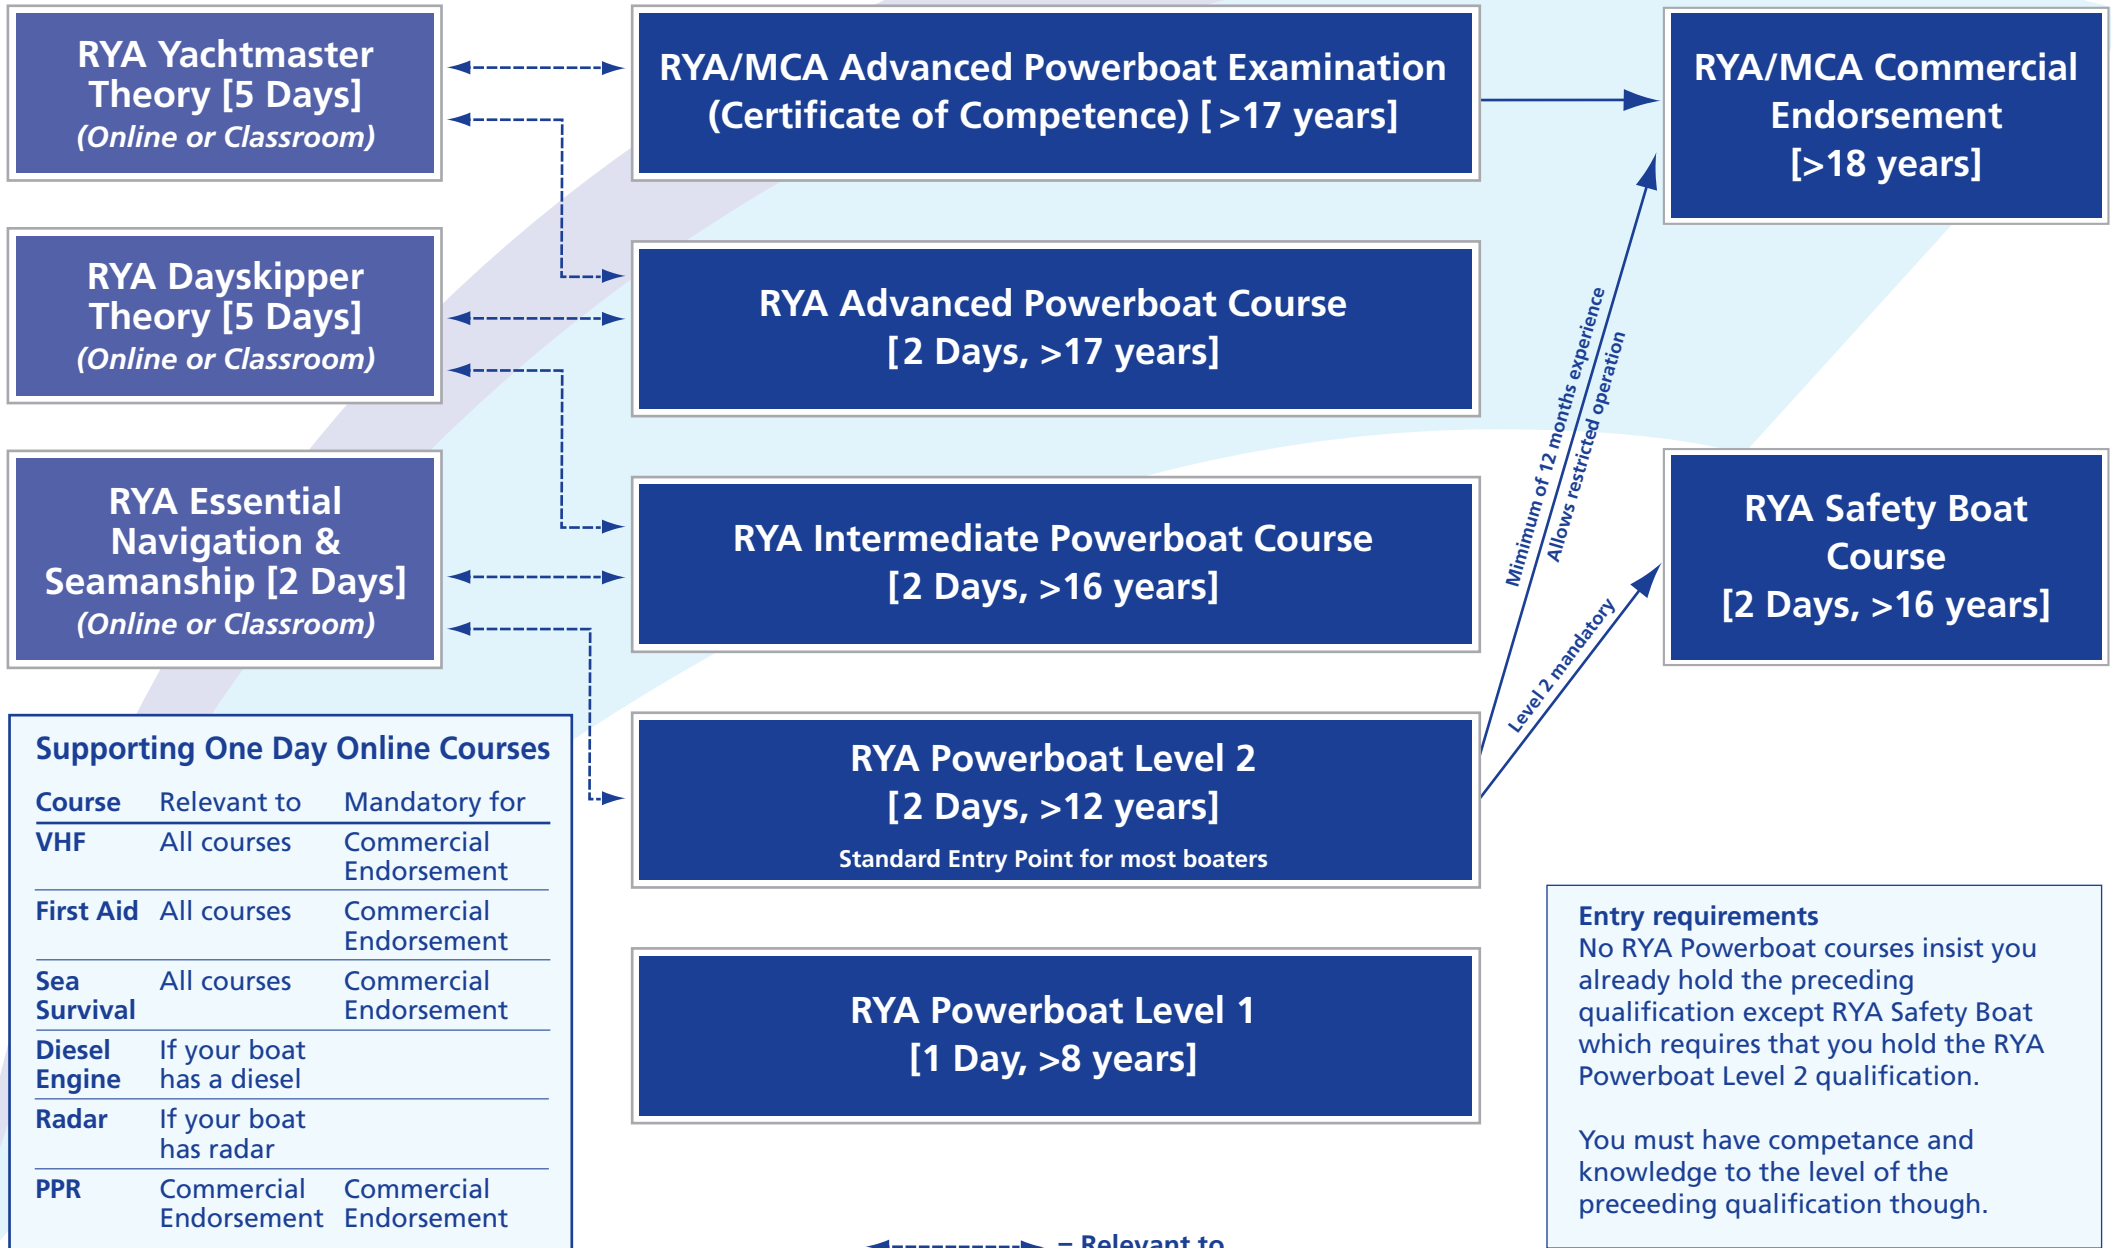 RYA Yachtmaster
Theory [5 Days]
(Online or Classroom)
RYA/MCA Advanced Powerboat Examination
(Certificate of Competence) [ >17 years]
RYA/MCA Commercial
Endorsement
[>18 years]
RYA Dayskipper
Theory [5 Days]
(Online or Classroom)
RYA Advanced Powerboat Course
[2 Days, >17 years]
RYA Essential
Navigation &
Seamanship [2 Days]
(Online or Classroom)
RYA Intermediate Powerboat Course
[2 Days, >16 years]
Minimum of 12 months experience
Allows restricted operation
Level 2 mandatory
RYA Safety Boat
Course
[2 Days, >16 years]
RYA Powerboat Level 2
[2 Days, >12 years]
Standard Entry Point for most boaters
RYA Powerboat Level 1
[1 Day, >8 years]
Supporting One Day Online Courses
Course Relevant to Mandatory for
VHF All courses Commercial
Endorsement
First Aid All courses Commercial
Endorsement
Sea All courses Commercial
Survival Endorsement
Diesel If your boat
Engine has a diesel
Radar If your boat
has radar
PPR Commercial Commercial
Endorsement Endorsement
Entry requirements
No RYA Powerboat courses insist you
already hold the preceding
qualification except RYA Safety Boat
which requires that you hold the RYA
Powerboat Level 2 qualification.
You must have competance and
knowledge to the level of the
preceeding qualification though.
= Relevant to